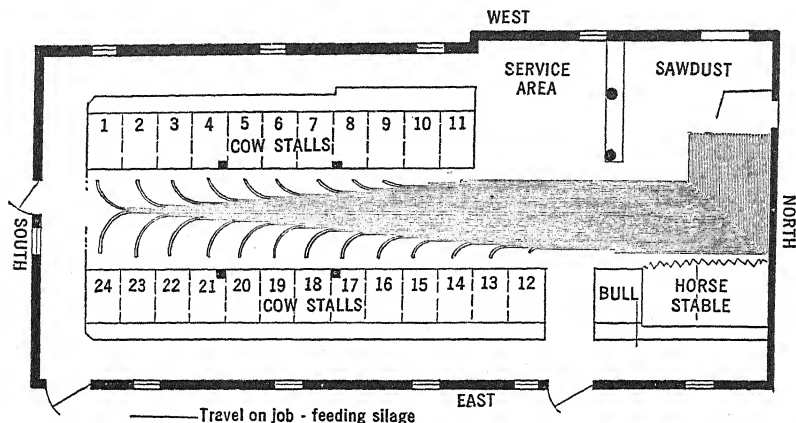 WEST
SERVICE AREA
SAWDUST
1 2 3 4 5 6 7 8 9 10 11
COW STALLS
SOUTH
NORTH
24 23 22 21 20 19 18 17 16 15 14 13 12
COW STALLS
BULL
HORSE STABLE
EAST
Travel on job - feeding silage